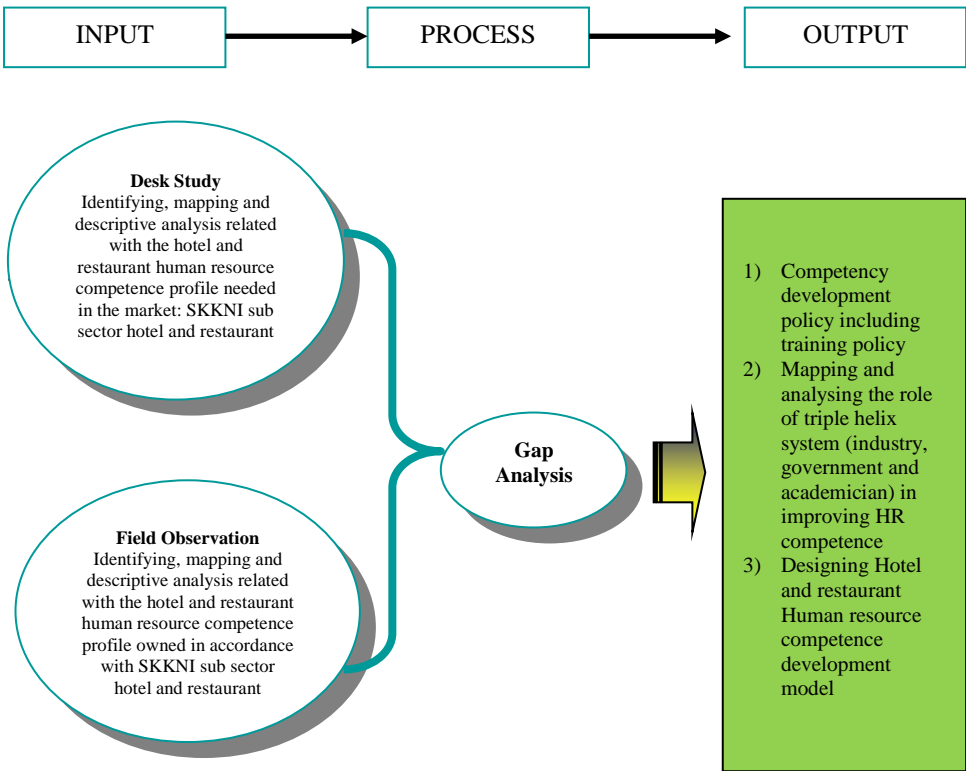 INPUT
PROCESS
OUTPUT
Desk Study
Identifying, mapping and
descriptive analysis related
with the hotel and
restaurant human resource
competence profile needed
in the market: SKKNI sub
sector hotel and restaurant
Field Observation
Identifying, mapping and
descriptive analysis related
with the hotel and restaurant
human resource competence
profile owned in accordance
with SKKNI sub sector
hotel and restaurant
Gap
Analysis
1) Competency
development
policy including
training policy
2) Mapping and
analysing the role
of triple helix
system (industry,
government and
academician) in
improving HR
competence
3) Designing Hotel
and restaurant
Human resource
competence
development
model